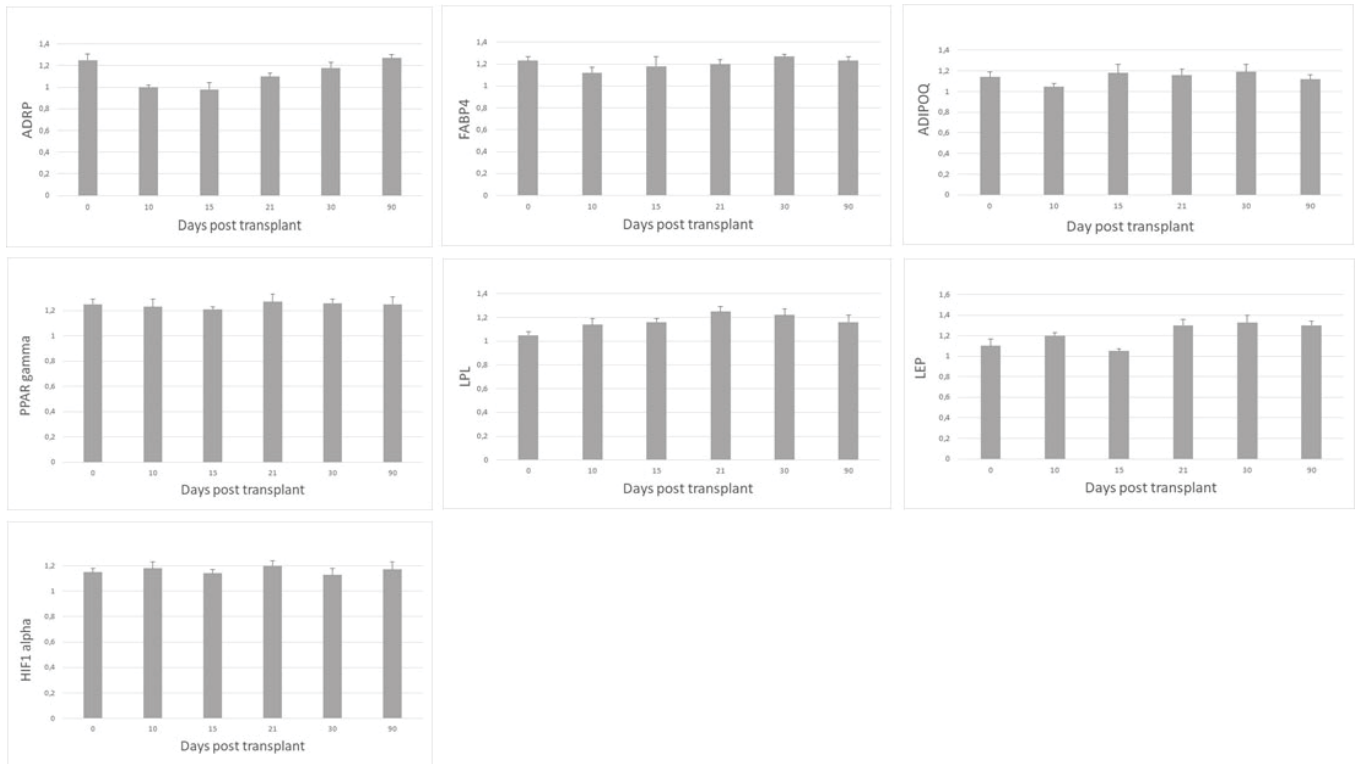 ADRP
1,4
1,2
1
0,8
0,6
0,4
0,2
0
0 10 15 21 30 90
Days post transplant
FABP4
1,4
1,2
1
0,8
0,6
0,4
0,2
0
0 10 15 21 30 90
Days post transplant
ADIPOQ
1,4
1,2
1
0,8
0,6
0,4
0,2
0
0 10 15 21 30 90
Day post transplant
PPAR gamma
1,2
1
0,8
0,6
0,4
0,2
0
0 10 15 21 30 90
Days post transplant
LPL
1,4
1,2
1
0,8
0,6
0,4
0,2
0
0 10 15 21 30 90
Days post transplant
LEP
1,6
1,4
1,2
1
0,8
0,6
0,4
0,2
0
0 10 15 21 30 90
Days post transplant
HIF1 alpha
1,2
1
0,8
0,6
0,4
0,2
0
0 10 15 21 30 90
Days post transplant